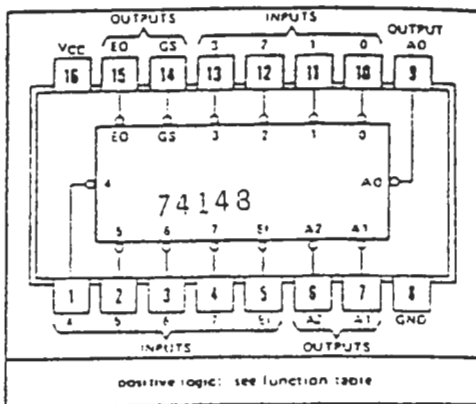 OUTPUTS INPUTS OUTPUT
VCC EO GS 3 2 1 0 A0
16 15 14 13 12 11 10 9
EO GS 3 2 1 0
4 A0
74148
5 6 7 EI A2 A1
1 2 3 4 5 6 7 8
4 5 6 7 EI A2 A1 GND
INPUTS OUTPUTS
positive logic: see function table